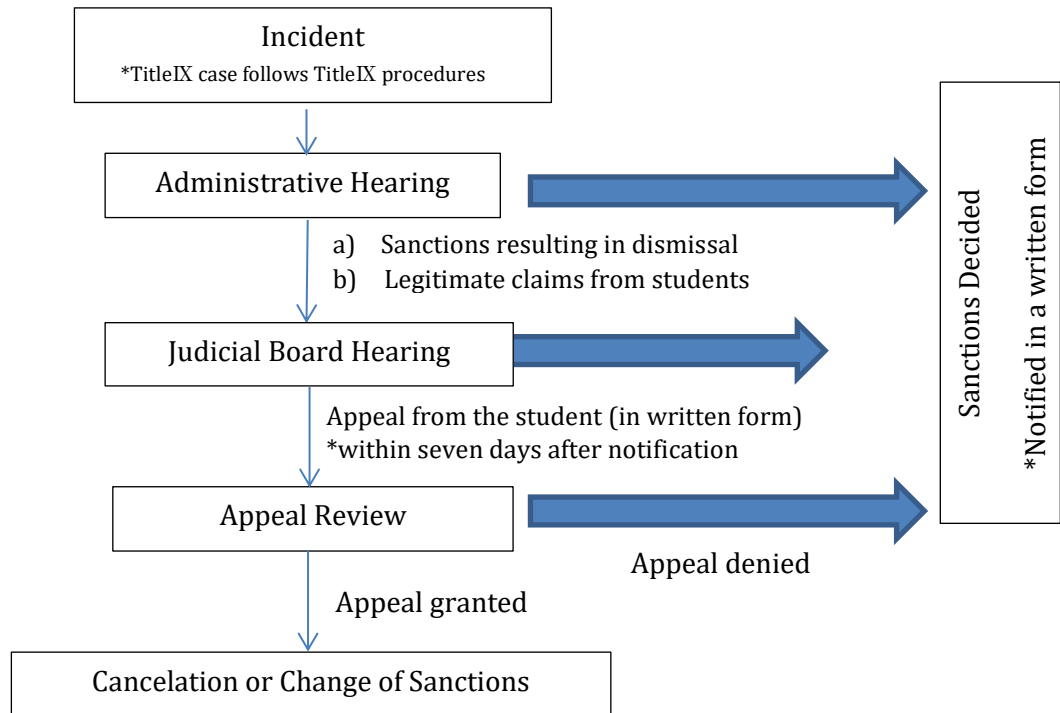 Incident
*TitleⅨ case follows TitleⅨ procedures
Administrative Hearing
a) Sanctions resulting in dismissal
b) Legitimate claims from students
Judicial Board Hearing
Appeal from the student (in written form)
*within seven days after notification
Appeal Review
Appeal denied
Appeal granted
Cancelation or Change of Sanctions
Sanctions Decided
*Notified in a written form